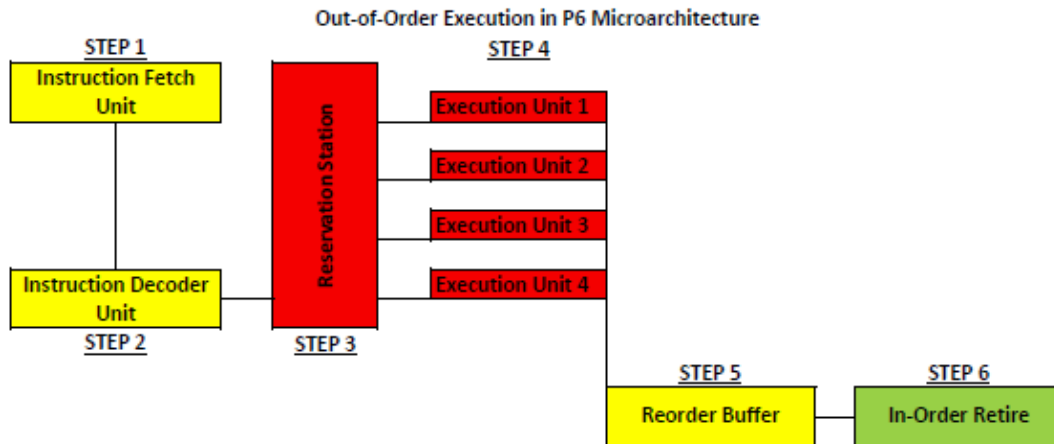 Out-of-Order Execution in P6 Microarchitecture
STEP 1
Instruction Fetch
Unit
Instruction Decoder
Unit
STEP 2
Reservation Station
STEP 3
STEP 4
Execution Unit 1
Execution Unit 2
Execution Unit 3
Execution Unit 4
STEP 5
Reorder Buffer
STEP 6
In-Order Retire